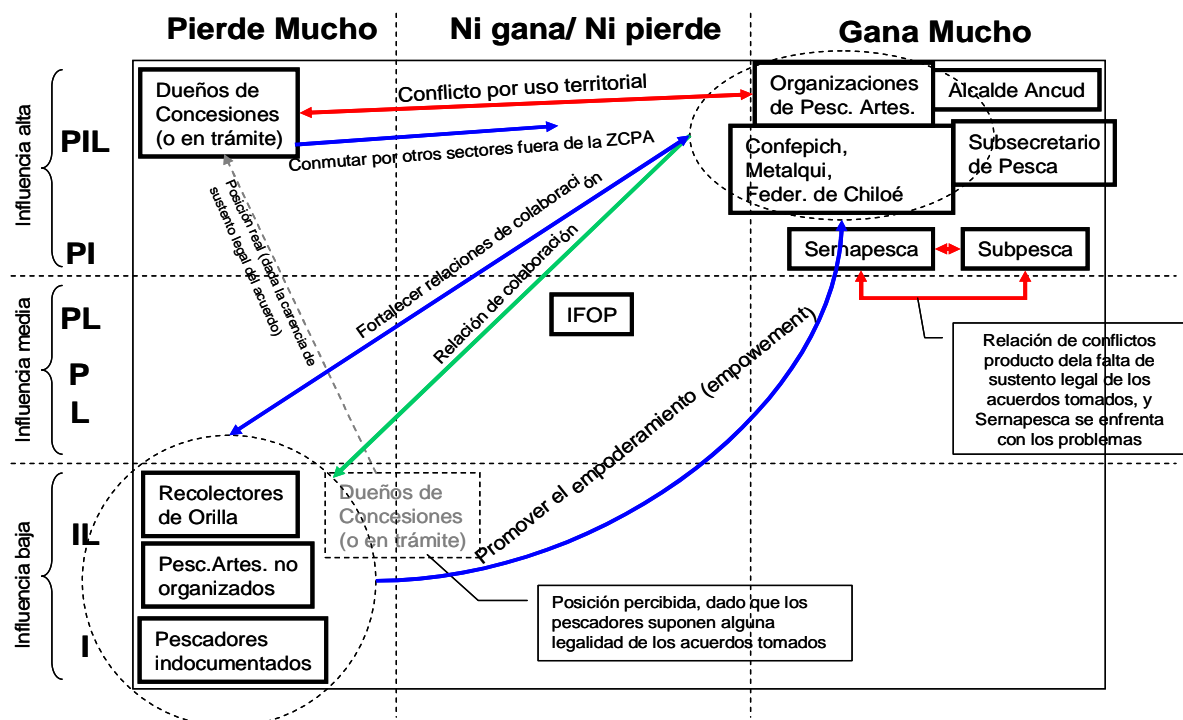 Pierde Mucho
Ni gana/ Ni pierde
Gana Mucho
Influencia alta
PIL
PI
Influencia media
PL
P
L
Influencia baja
IL
I
Dueños de
Concesiones
(o en trámite)
Conflicto por uso territorial
Conmutar por otros sectores fuera de la ZCPA
Organizaciones
de Pesc. Artes.
Alcalde Ancud
Confepich,
Metalqui,
Feder. de Chiloé
Subsecretario
de Pesca
Sernapesca
Subpesca
Posición real (dada la carencia de
sustento legal del acuerdo)
Fortalecer relaciones de colaboración
Relación de colaboración
IFOP
Relación de conflictos
producto dela falta de
sustento legal de los
acuerdos tomados, y
Sernapesca se enfrenta
con los problemas
Promover el empoderamiento (empowement)
Recolectores
de Orilla
Dueños de
Concesiones
(o en trámite)
Pesc.Artes. no
organizados
Pescadores
indocumentados
Posición percibida, dado que los
pescadores suponen alguna
legalidad de los acuerdos tomados